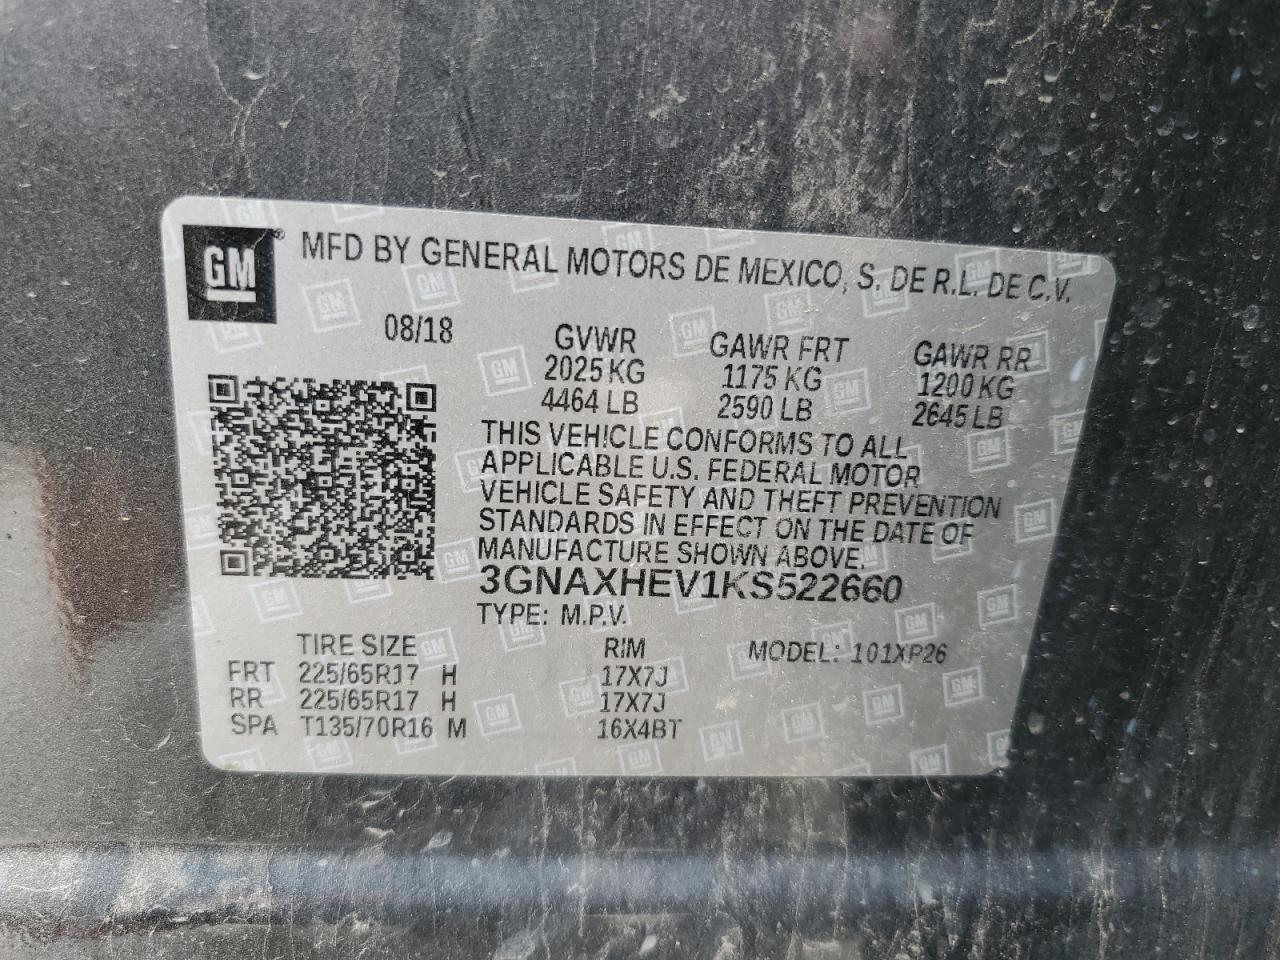 GM® MFD BY GENERAL MOTORS DE MEXICO, S. DE R.L. DE C.V.
08/18 GVWR GAWR FRT GAWR RR
2025 KG 1175 KG 1200 KG
4464 LB 2590 LB 2645 LB
THIS VEHICLE CONFORMS TO ALL
APPLICABLE U.S. FEDERAL MOTOR
VEHICLE SAFETY AND THEFT PREVENTION
STANDARDS IN EFFECT ON THE DATE OF
MANUFACTURE SHOWN ABOVE.
3GNAXHEV1KS522660
TYPE: M.P.V.
TIRE SIZE RIM MODEL: 101XP26
FRT 225/65R17 H 17X7J
RR 225/65R17 H 17X7J
SPA T135/70R16 M 16X4BT